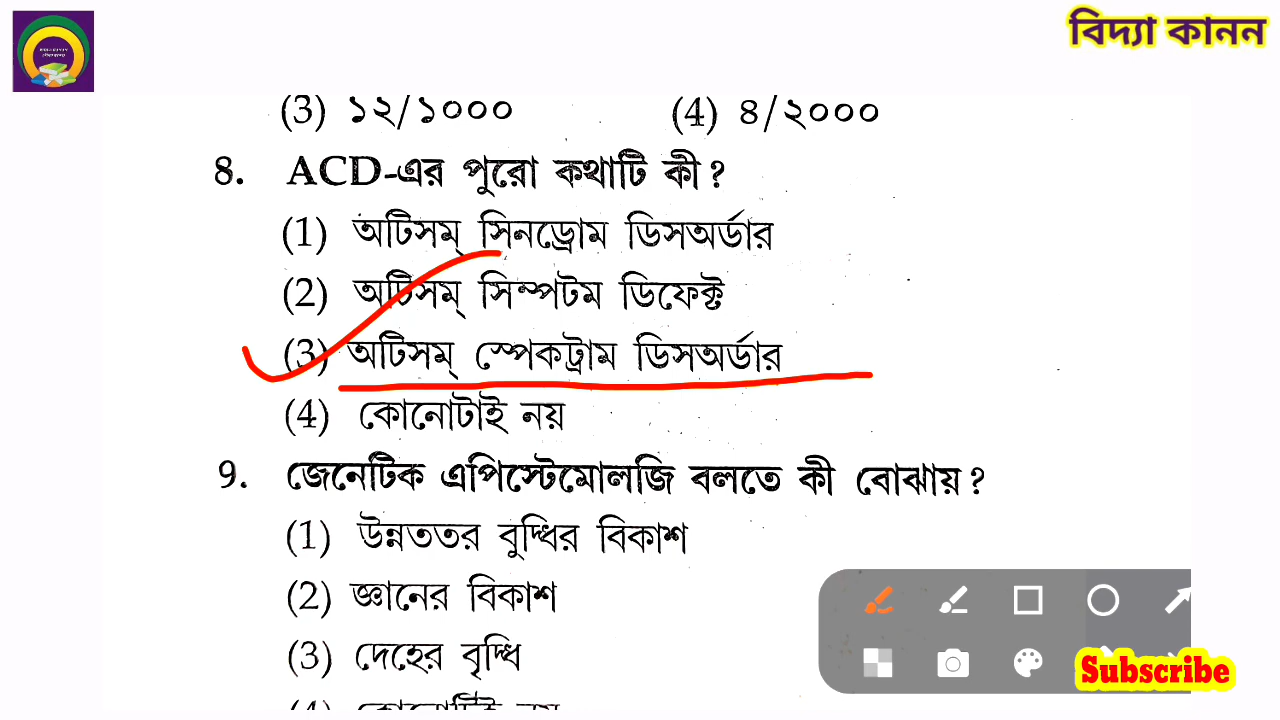 বিদ্যা কানন
(3) ১২/১০০০ (4) ৪/২০০০
8. ACD-এর পুরো কথাটি কী?
(1) অটিসম্ সিনড্রোম ডিসঅর্ডার
(2) অটিসম্ সিম্পটম ডিফেক্ট
(3) অটিসম্ স্পেকট্রাম ডিসঅর্ডার
(4) কোনোটাই নয়
9. জেনেটিক এপিস্টেমোলজি বলতে কী বোঝায়?
(1) উন্নততর বুদ্ধির বিকাশ
(2) জ্ঞানের বিকাশ
(3) দেহের বৃদ্ধি
Subscribe